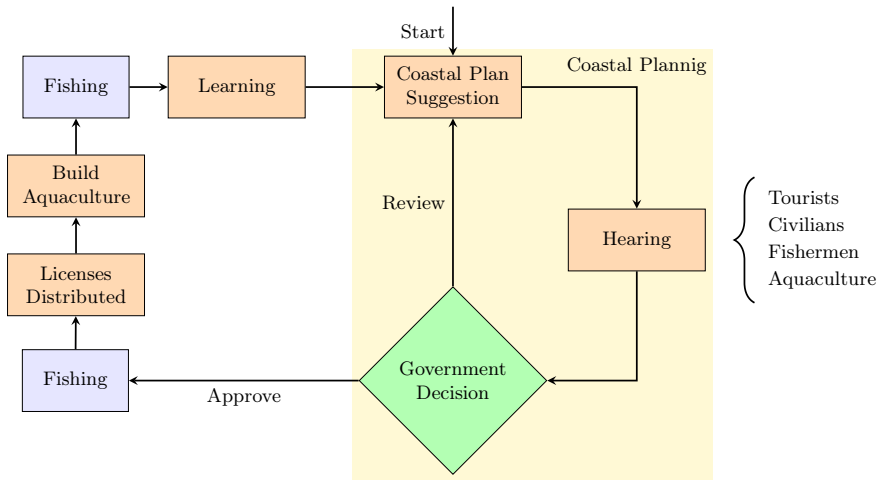 Start
Coastal Plannig
Fishing
Learning
Coastal Plan
Suggestion
Build
Aquaculture
Review
Tourists
Civilians
Fishermen
Aquaculture
Hearing
Licenses
Distributed
Fishing
Approve
Government
Decision